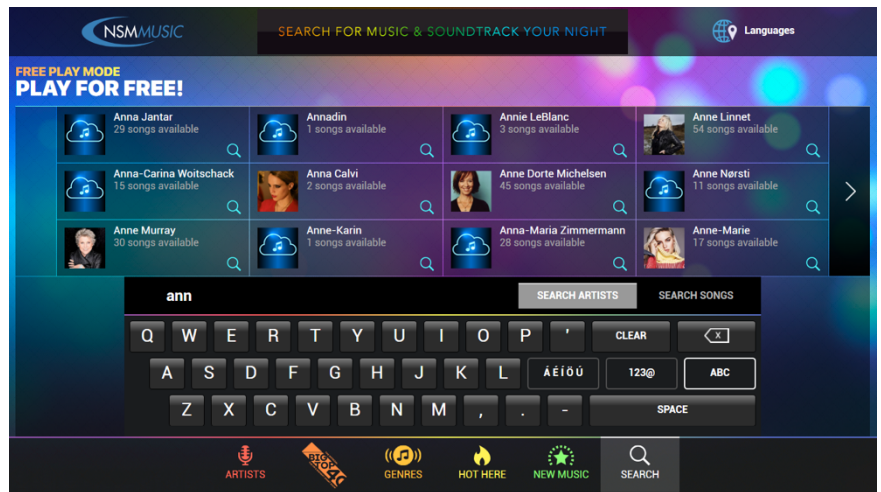 NSMMUSIC
SEARCH FOR MUSIC & SOUNDTRACK YOUR NIGHT
Languages
FREE PLAY MODE
PLAY FOR FREE!
Anna Jantar
29 songs available
Annadin
1 songs available
Annie LeBlanc
3 songs available
Anne Linnet
54 songs available
Anna-Carina Woitschack
15 songs available
Anna Calvi
2 songs available
Anne Dorte Michelsen
45 songs available
Anne Nørsti
11 songs available
Anne Murray
30 songs available
Anne-Karin
1 songs available
Anna-Maria Zimmermann
28 songs available
Anne-Marie
17 songs available
ann
SEARCH ARTISTS
SEARCH SONGS
Q W E R T Y U I O P ' CLEAR X
A S D F G H J K L ÁÉÍÖÚ 123@ ABC
Z X C V B N M , . - SPACE
ARTISTS
BIG
TOP
40
GENRES
HOT HERE
NEW MUSIC
SEARCH